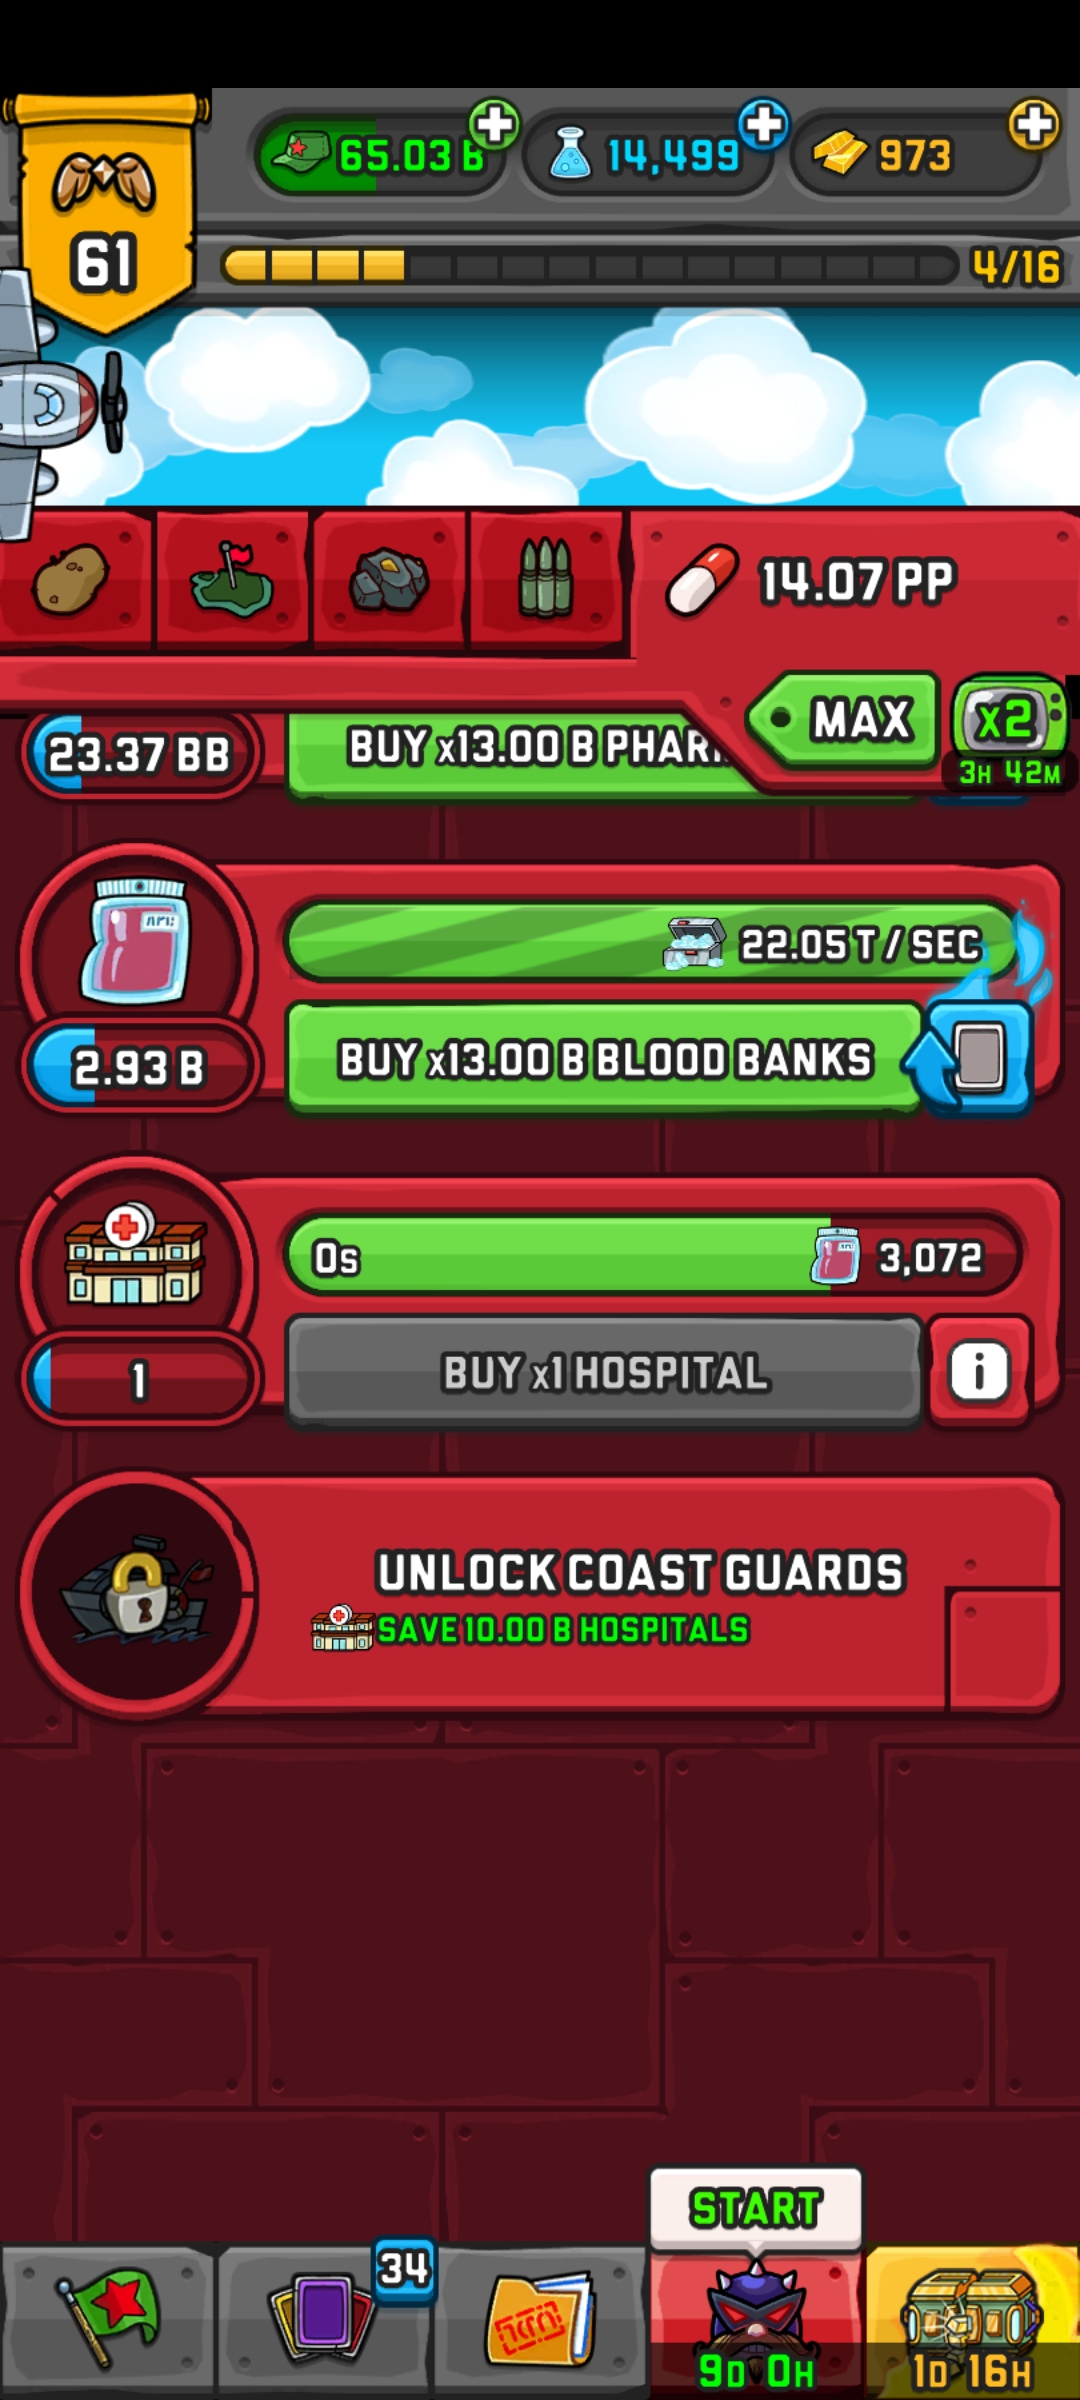 65.03 B
14,499
973
61
4/16
14.07 PP
MAX
x2
3H 42M
23.37 BB
BUY x13.00 B PHAR
22.05 T / SEC
2.93 B
BUY x13.00 B BLOOD BANKS
0s
3,072
1
BUY x1 HOSPITAL
i
UNLOCK COAST GUARDS
SAVE 10.00 B HOSPITALS
START
34
9D 0H
1D 16H